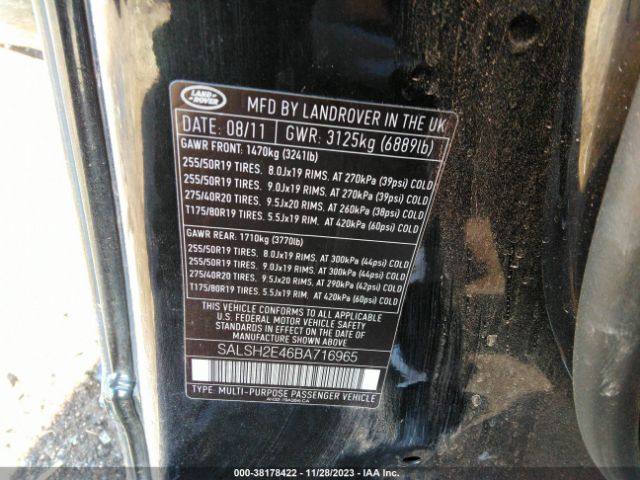 LAND
ROVER
MFD BY LANDROVER IN THE UK
DATE: 08/11 GWR: 3125kg (6889lb)
GAWR FRONT: 1470kg (3241lb)
255/50R19 TIRES, 8.0Jx19 RIMS, AT 270kPa (39psi) COLD
255/50R19 TIRES, 9.0Jx19 RIMS, AT 270kPa (39psi) COLD
275/40R20 TIRES, 9.5Jx20 RIMS, AT 260kPa (38psi) COLD
T175/80R19 TIRES, 5.5Jx19 RIM, AT 420kPa (60psi) COLD
GAWR REAR: 1710kg (3770lb)
255/50R19 TIRES, 8.0Jx19 RIMS, AT 300kPa (44psi) COLD
255/50R19 TIRES, 9.0Jx19 RIMS, AT 300kPa (44psi) COLD
275/40R20 TIRES, 9.5Jx20 RIMS, AT 290kPa (42psi) COLD
T175/80R19 TIRES, 5.5Jx19 RIM, AT 420kPa (60psi) COLD
THIS VEHICLE CONFORMS TO ALL APPLICABLE
U.S. FEDERAL MOTOR VEHICLE SAFETY
STANDARDS IN EFFECT ON THE DATE OF
MANUFACTURE SHOWN ABOVE
SALSH2E46BA716965
TYPE: MULTI-PURPOSE PASSENGER VEHICLE
000-38178422 - 11/28/2023 - IAA Inc.